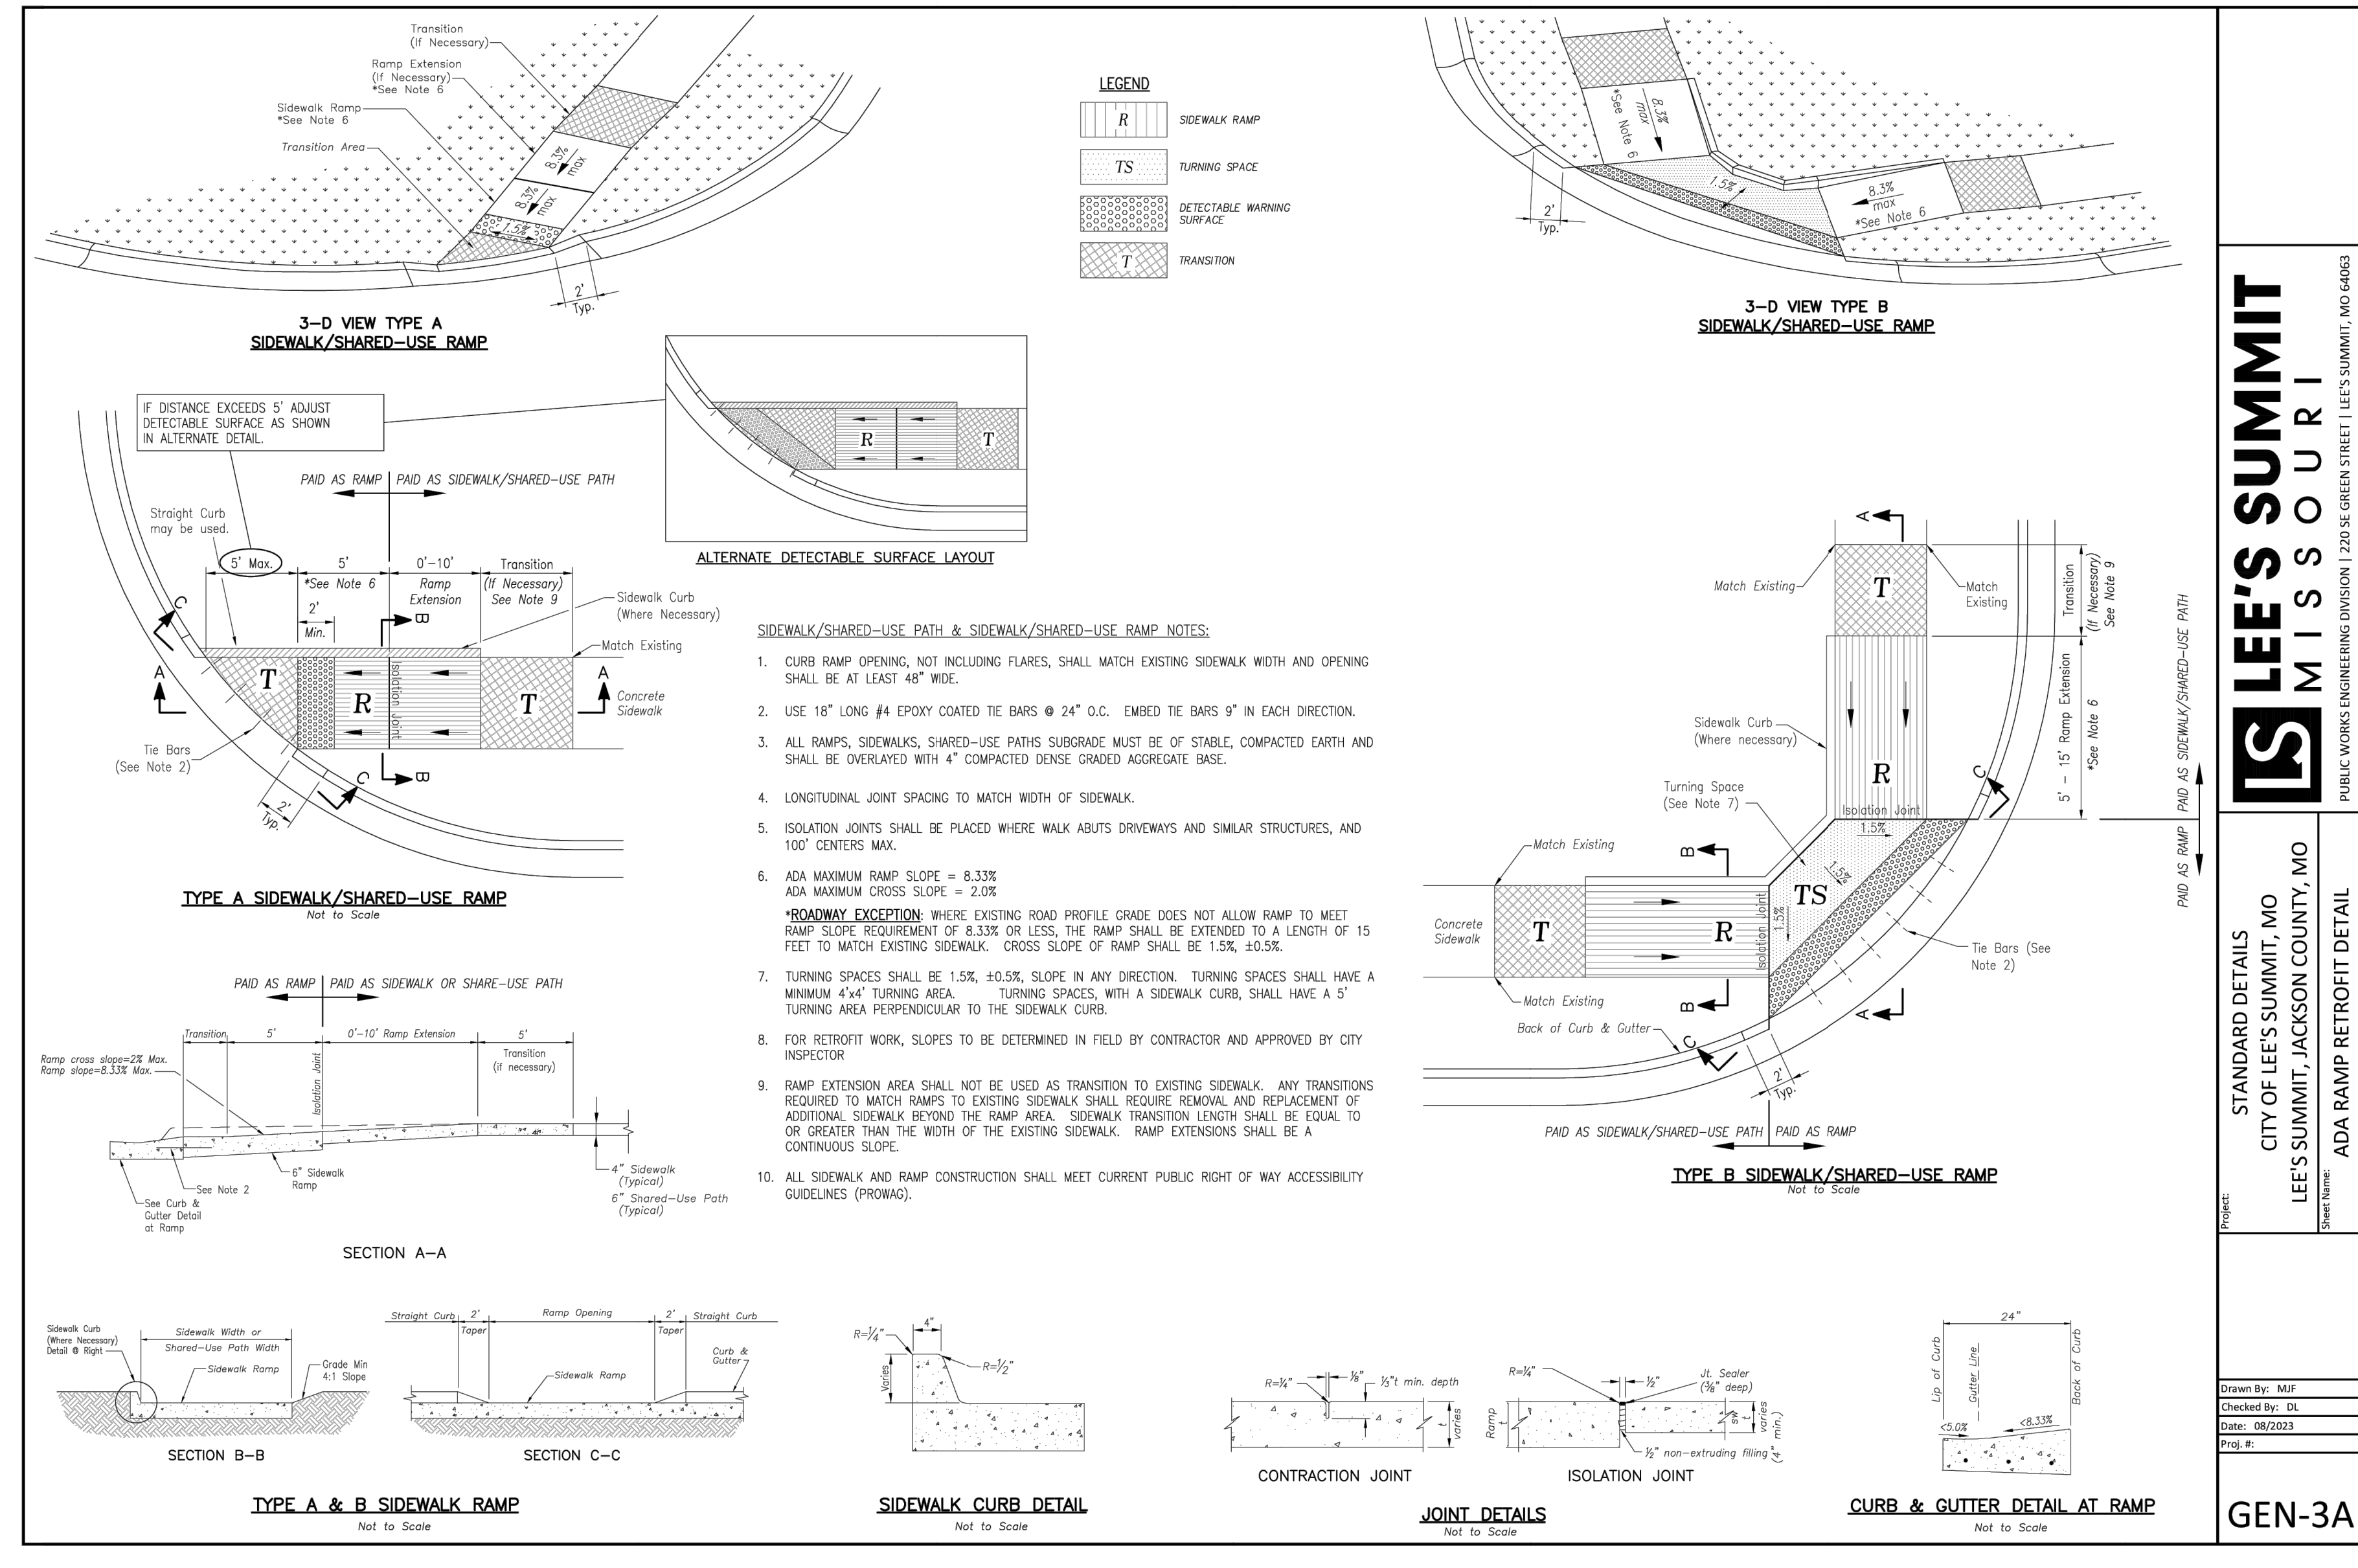 Transition
(If Necessary)
Ramp Extension
(If Necessary)
*See Note 6
Sidewalk Ramp
*See Note 6
Transition Area
8.3%
max
8.3%
max
1.5%
2'
Typ.
3-D VIEW TYPE A
SIDEWALK/SHARED-USE RAMP
LEGEND
R
SIDEWALK RAMP
TS
TURNING SPACE
DETECTABLE WARNING
SURFACE
T
TRANSITION
8.3%
max
*See Note 6
1.5%
8.3%
max
*See Note 6
2'
Typ.
3-D VIEW TYPE B
SIDEWALK/SHARED-USE RAMP
IF DISTANCE EXCEEDS 5' ADJUST
DETECTABLE SURFACE AS SHOWN
IN ALTERNATE DETAIL.
R
T
ALTERNATE DETECTABLE SURFACE LAYOUT
PAID AS RAMP
PAID AS SIDEWALK/SHARED-USE PATH
Straight Curb
may be used.
5' Max.
5'
*See Note 6
0'-10'
Ramp
Extension
Transition
(If Necessary)
See Note 9
2'
Min.
Sidewalk Curb
(Where Necessary)
Match Existing
Concrete
Sidewalk
Tie Bars
(See Note 2)
T
R
T
Isolation Joint
A
A
B
B
C
C
2'
Typ.
TYPE A SIDEWALK/SHARED-USE RAMP
Not to Scale
PAID AS RAMP
PAID AS SIDEWALK OR SHARE-USE PATH
Transition
5'
0'-10' Ramp Extension
5'
Transition
(if necessary)
Ramp cross slope=2% Max.
Ramp slope=8.33% Max.
Isolation Joint
See Note 2
6" Sidewalk
Ramp
See Curb &
Gutter Detail
at Ramp
4" Sidewalk
(Typical)
6" Shared-Use Path
(Typical)
SECTION A-A
SIDEWALK/SHARED-USE PATH & SIDEWALK/SHARED-USE RAMP NOTES:
1. CURB RAMP OPENING, NOT INCLUDING FLARES, SHALL MATCH EXISTING SIDEWALK WIDTH AND OPENING
SHALL BE AT LEAST 48" WIDE.
2. USE 18" LONG #4 EPOXY COATED TIE BARS @ 24" O.C. EMBED TIE BARS 9" IN EACH DIRECTION.
3. ALL RAMPS, SIDEWALKS, SHARED-USE PATHS SUBGRADE MUST BE OF STABLE, COMPACTED EARTH AND
SHALL BE OVERLAYED WITH 4" COMPACTED DENSE GRADED AGGREGATE BASE.
4. LONGITUDINAL JOINT SPACING TO MATCH WIDTH OF SIDEWALK.
5. ISOLATION JOINTS SHALL BE PLACED WHERE WALK ABUTS DRIVEWAYS AND SIMILAR STRUCTURES, AND
100' CENTERS MAX.
6. ADA MAXIMUM RAMP SLOPE = 8.33%
ADA MAXIMUM CROSS SLOPE = 2.0%
*ROADWAY EXCEPTION: WHERE EXISTING ROAD PROFILE GRADE DOES NOT ALLOW RAMP TO MEET
RAMP SLOPE REQUIREMENT OF 8.33% OR LESS, THE RAMP SHALL BE EXTENDED TO A LENGTH OF 15
FEET TO MATCH EXISTING SIDEWALK. CROSS SLOPE OF RAMP SHALL BE 1.5%, ±0.5%.
7. TURNING SPACES SHALL BE 1.5%, ±0.5%, SLOPE IN ANY DIRECTION. TURNING SPACES SHALL HAVE A
MINIMUM 4'x4' TURNING AREA. TURNING SPACES, WITH A SIDEWALK CURB, SHALL HAVE A 5'
TURNING AREA PERPENDICULAR TO THE SIDEWALK CURB.
8. FOR RETROFIT WORK, SLOPES TO BE DETERMINED IN FIELD BY CONTRACTOR AND APPROVED BY CITY
INSPECTOR
9. RAMP EXTENSION AREA SHALL NOT BE USED AS TRANSITION TO EXISTING SIDEWALK. ANY TRANSITIONS
REQUIRED TO MATCH RAMPS TO EXISTING SIDEWALK SHALL REQUIRE REMOVAL AND REPLACEMENT OF
ADDITIONAL SIDEWALK BEYOND THE RAMP AREA. SIDEWALK TRANSITION LENGTH SHALL BE EQUAL TO
OR GREATER THAN THE WIDTH OF THE EXISTING SIDEWALK. RAMP EXTENSIONS SHALL BE A
CONTINUOUS SLOPE.
10. ALL SIDEWALK AND RAMP CONSTRUCTION SHALL MEET CURRENT PUBLIC RIGHT OF WAY ACCESSIBILITY
GUIDELINES (PROWAG).
A
Match Existing
T
Match
Existing
Transition
(If Necessary)
See Note 9
5' - 15' Ramp Extension
*See Note 6
PAID AS SIDEWALK/SHARED-USE PATH
PAID AS RAMP
Sidewalk Curb
(Where necessary)
R
Turning Space
(See Note 7)
Isolation Joint
1.5%
C
Match Existing
B
1.5%
TS
1.5%
Isolation Joint
Concrete
Sidewalk
T
R
Tie Bars (See
Note 2)
Match Existing
B
A
Back of Curb & Gutter
C
2'
Typ.
PAID AS SIDEWALK/SHARED-USE PATH
PAID AS RAMP
TYPE B SIDEWALK/SHARED-USE RAMP
Not to Scale
Sidewalk Curb
(Where Necessary)
Detail @ Right
Sidewalk Width or
Shared-Use Path Width
Sidewalk Ramp
Grade Min
4:1 Slope
SECTION B-B
Straight Curb
2'
Taper
Ramp Opening
2'
Taper
Straight Curb
Curb &
Gutter
Sidewalk Ramp
SECTION C-C
TYPE A & B SIDEWALK RAMP
Not to Scale
4"
R=1/4"
R=1/2"
Varies
SIDEWALK CURB DETAIL
Not to Scale
R=1/4"
1/8"
1/3"t min. depth
t
varies
CONTRACTION JOINT
R=1/4"
1/2"
Jt. Sealer
(3/8" deep)
Ramp
t
SW
t
varies
(4" min.)
1/2" non-extruding filling
ISOLATION JOINT
JOINT DETAILS
Not to Scale
24"
Lip of Curb
Gutter Line
Back of Curb
<5.0%
<8.33%
CURB & GUTTER DETAIL AT RAMP
Not to Scale
LS LEE'S SUMMIT
MISSOURI
PUBLIC WORKS ENGINEERING DIVISION | 220 SE GREEN STREET | LEE'S SUMMIT, MO 64063
Project:
STANDARD DETAILS
CITY OF LEE'S SUMMIT, MO
LEE'S SUMMIT, JACKSON COUNTY, MO
Sheet Name:
ADA RAMP RETROFIT DETAIL
Drawn By: MJF
Checked By: DL
Date: 08/2023
Proj. #:
GEN-3A